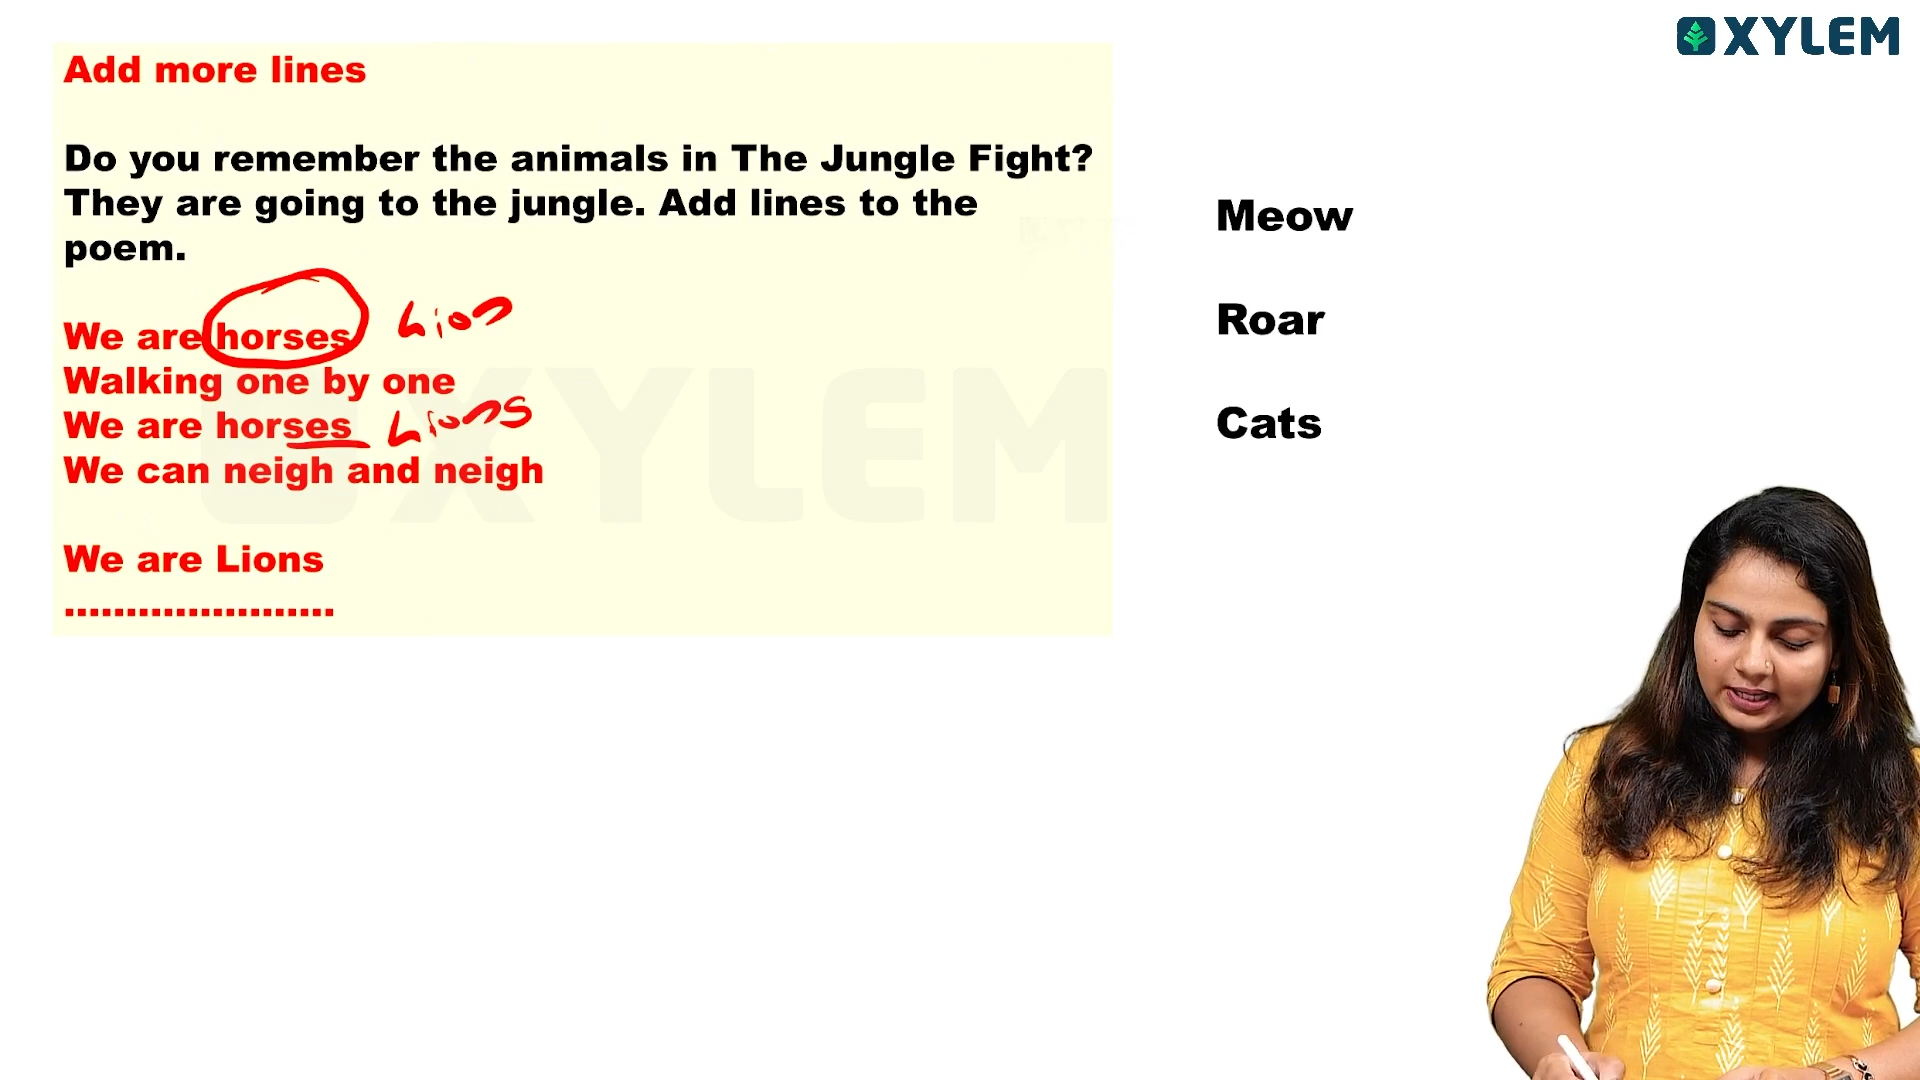 XYLEM
Add more lines
Do you remember the animals in The Jungle Fight?
They are going to the jungle. Add lines to the
poem.
We are horses Lion
Walking one by one
We are horses Lions
We can neigh and neigh
We are Lions
......................
Meow
Roar
Cats
XYLEM